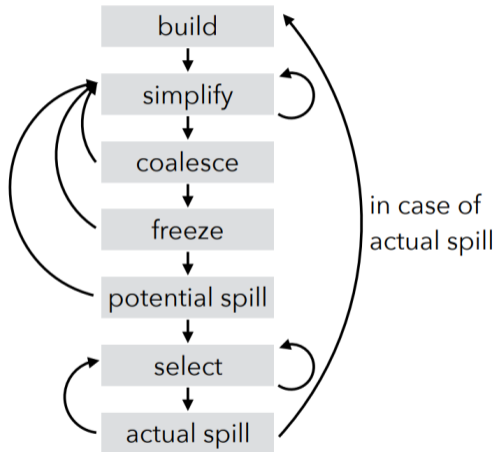 build
simplify
coalesce
freeze
in case of
actual spill
potential spill
select
actual spill